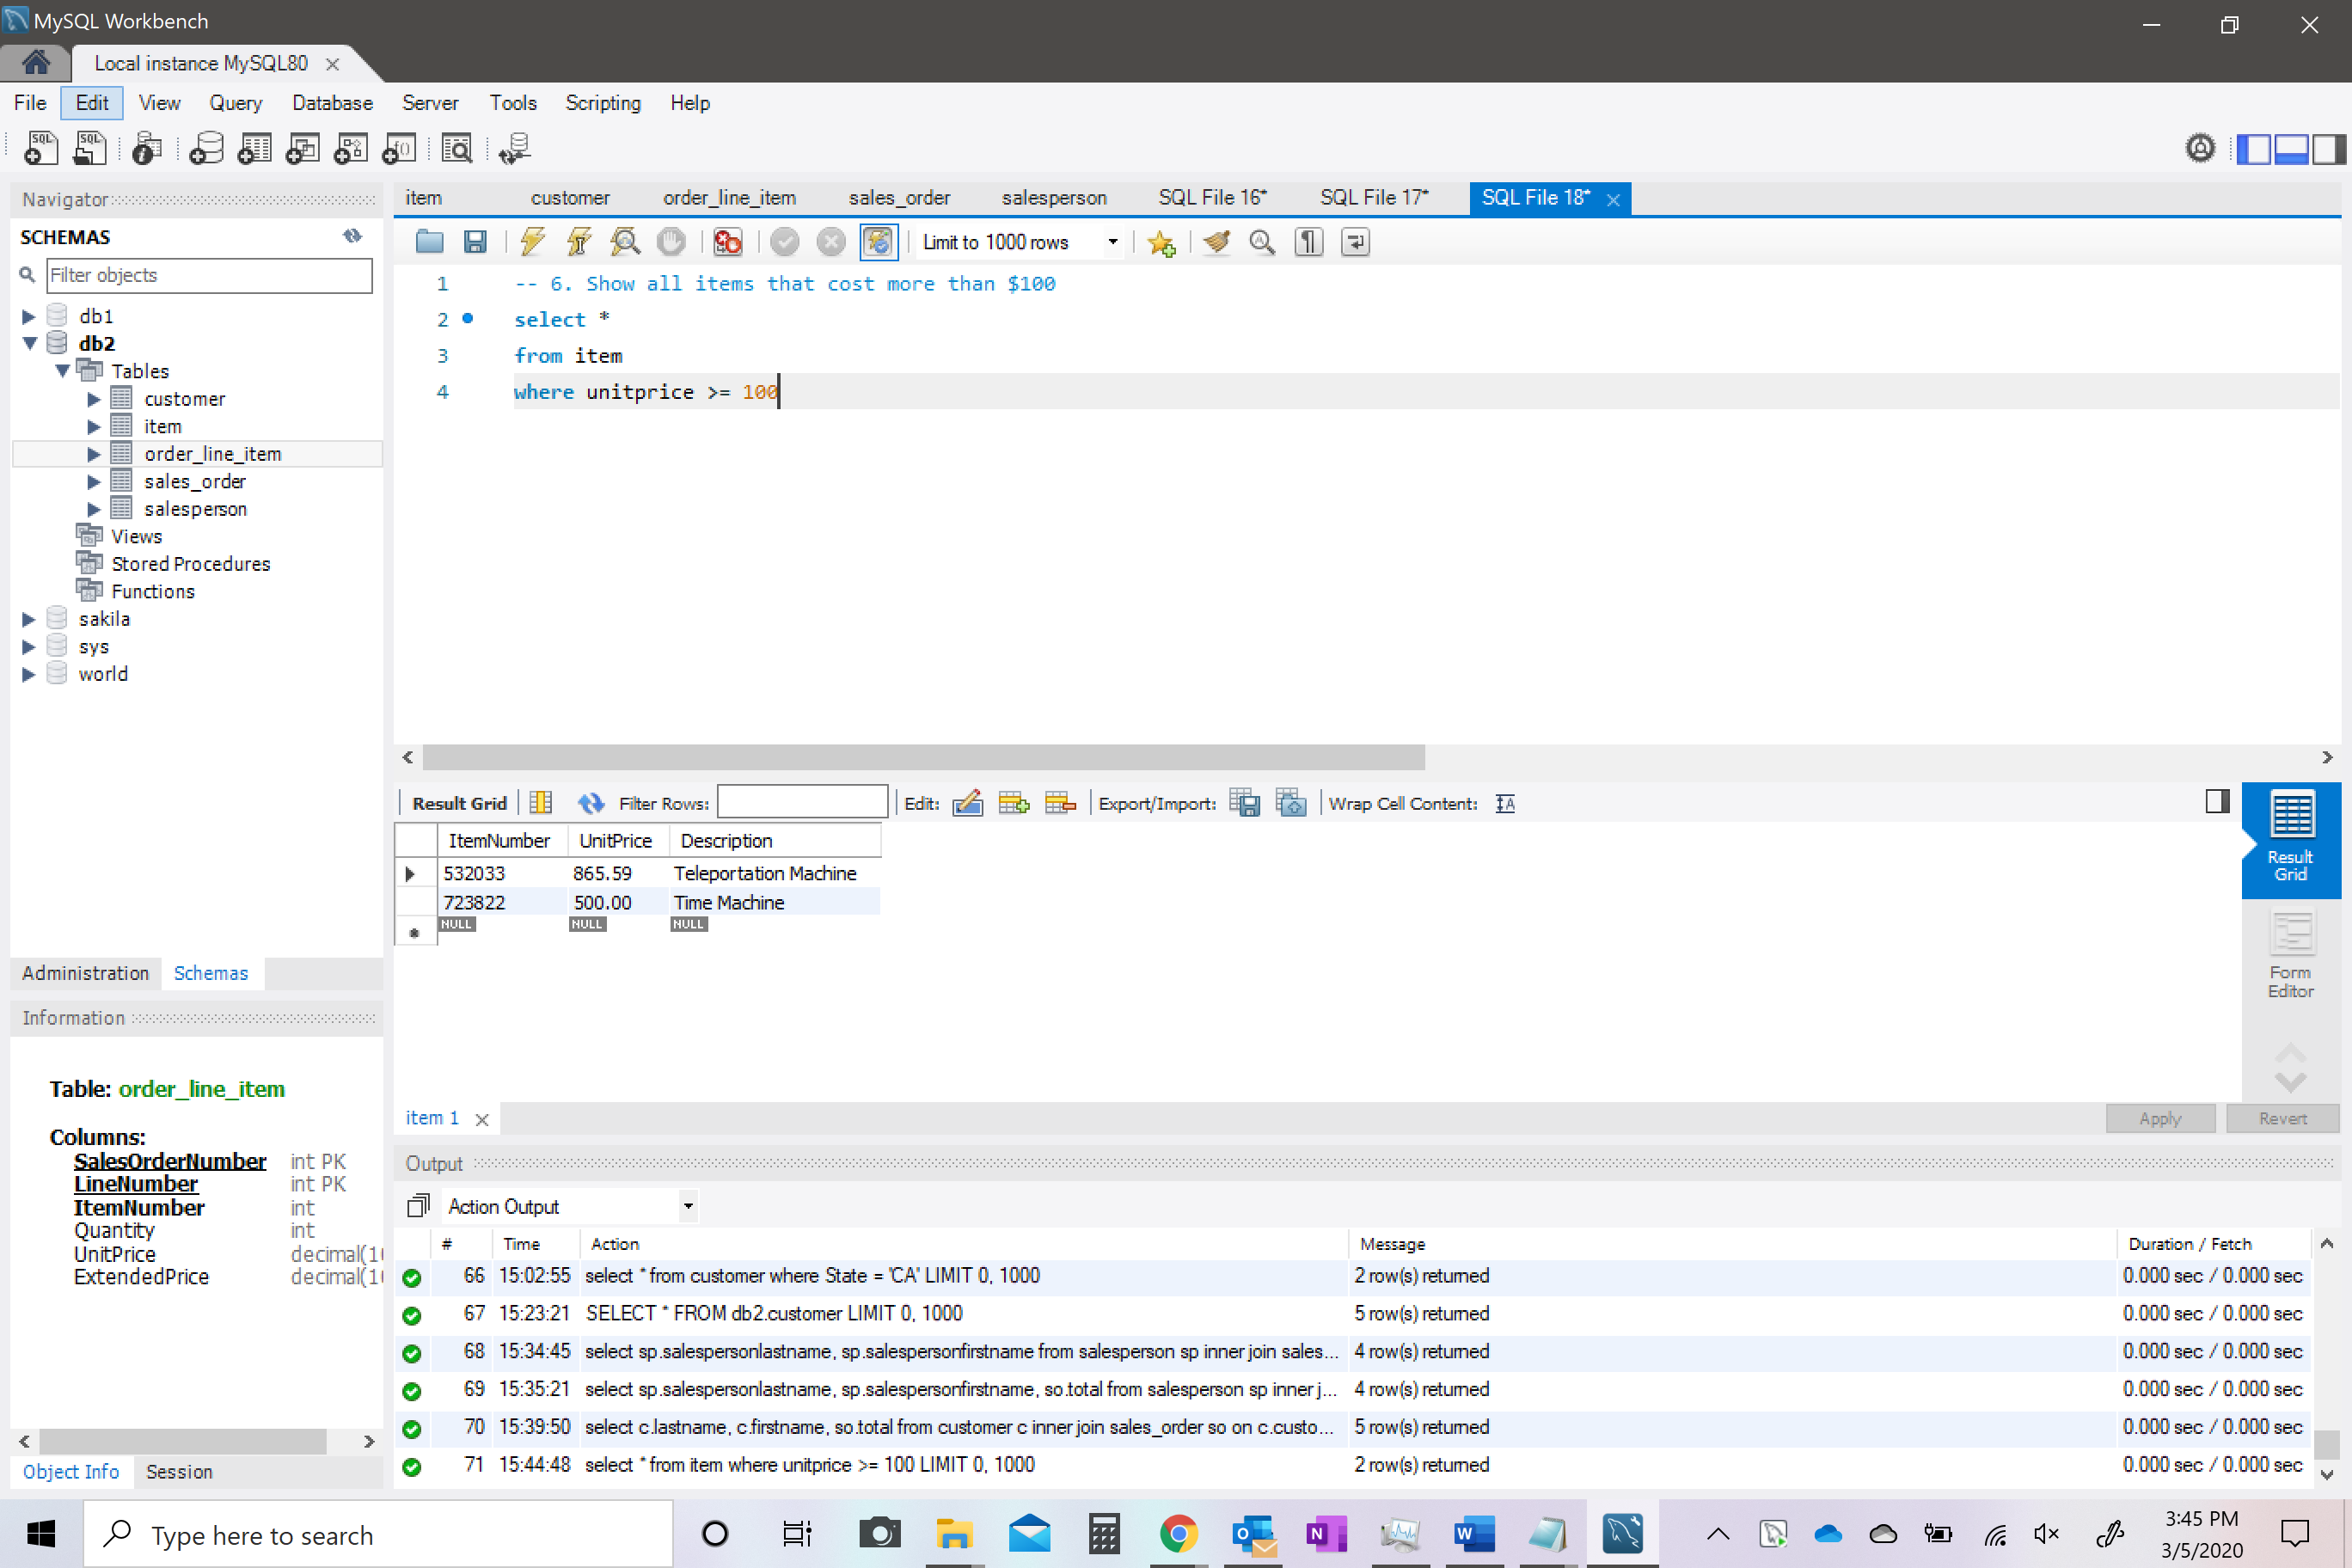 MySQL Workbench
Local instance MySQL80
File Edit View Query Database Server Tools Scripting Help
Navigator
SCHEMAS
Filter objects
db1
db2
Tables
customer
item
order_line_item
sales_order
salesperson
Views
Stored Procedures
Functions
sakila
sys
world
Administration Schemas
Information
Table: order_line_item
Columns:
SalesOrderNumber int PK
LineNumber int PK
ItemNumber int
Quantity int
UnitPrice decimal(10
ExtendedPrice decimal(10
Object Info Session
item customer order_line_item sales_order salesperson SQL File 16* SQL File 17* SQL File 18*
Limit to 1000 rows
1 -- 6. Show all items that cost more than $100
2 select *
3 from item
4 where unitprice >= 100
Result Grid Filter Rows: Edit: Export/Import: Wrap Cell Content:
ItemNumber UnitPrice Description
532033 865.59 Teleportation Machine
723822 500.00 Time Machine
NULL NULL NULL
Result
Grid
Form
Editor
item 1
Apply Revert
Output
Action Output
# Time Action Message Duration / Fetch
66 15:02:55 select * from customer where State = 'CA' LIMIT 0, 1000 2 row(s) returned 0.000 sec / 0.000 sec
67 15:23:21 SELECT * FROM db2.customer LIMIT 0, 1000 5 row(s) returned 0.000 sec / 0.000 sec
68 15:34:45 select sp.salespersonlastname, sp.salespersonfirstname from salesperson sp inner join sales... 4 row(s) returned 0.000 sec / 0.000 sec
69 15:35:21 select sp.salespersonlastname, sp.salespersonfirstname, so.total from salesperson sp inner j... 4 row(s) returned 0.000 sec / 0.000 sec
70 15:39:50 select c.lastname, c.firstname, so.total from customer c inner join sales_order so on c.custo... 5 row(s) returned 0.000 sec / 0.000 sec
71 15:44:48 select * from item where unitprice >= 100 LIMIT 0, 1000 2 row(s) returned 0.000 sec / 0.000 sec
Type here to search
3:45 PM
3/5/2020